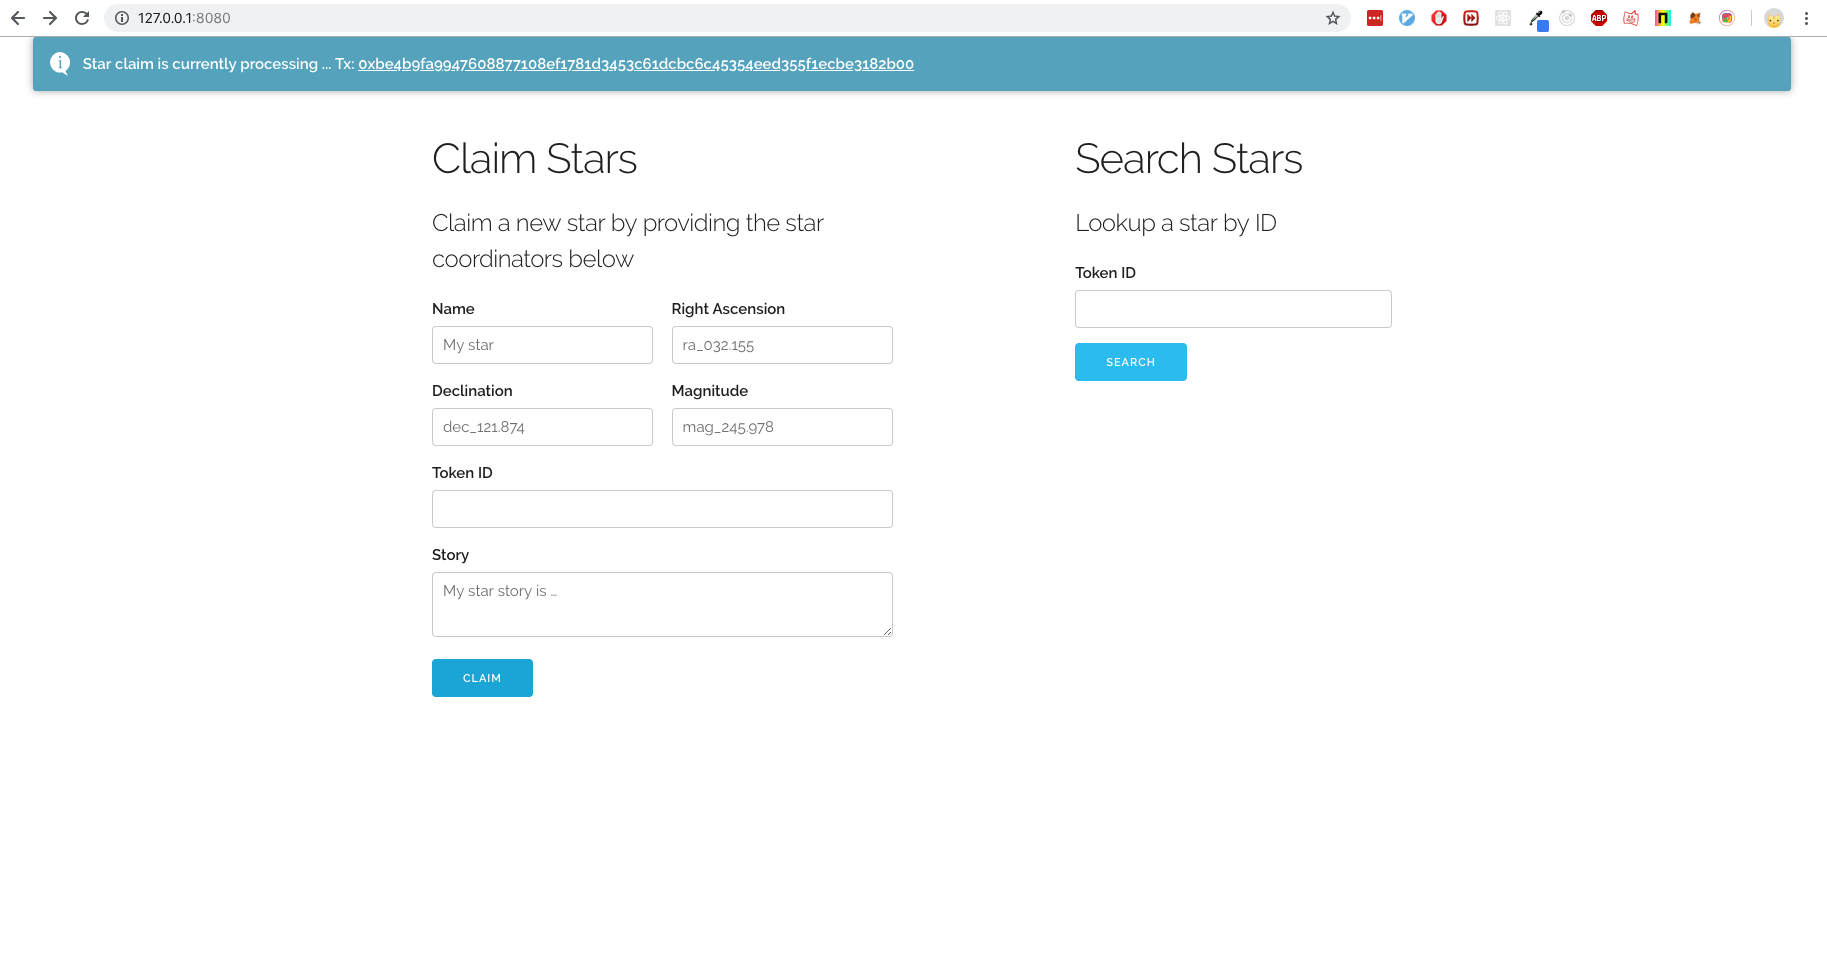 127.0.0.1:8080
ABP
Star claim is currently processing ... Tx: 0xbe4b9fa9947608877108ef1781d3453c61dcbc6c45354eed355f1ecbe3182b00
Claim Stars
Claim a new star by providing the star
coordinators below
Name
Right Ascension
My star
ra_032.155
Declination
Magnitude
dec_121.874
mag_245.978
Token ID
Story
My star story is ...
CLAIM
Search Stars
Lookup a star by ID
Token ID
SEARCH